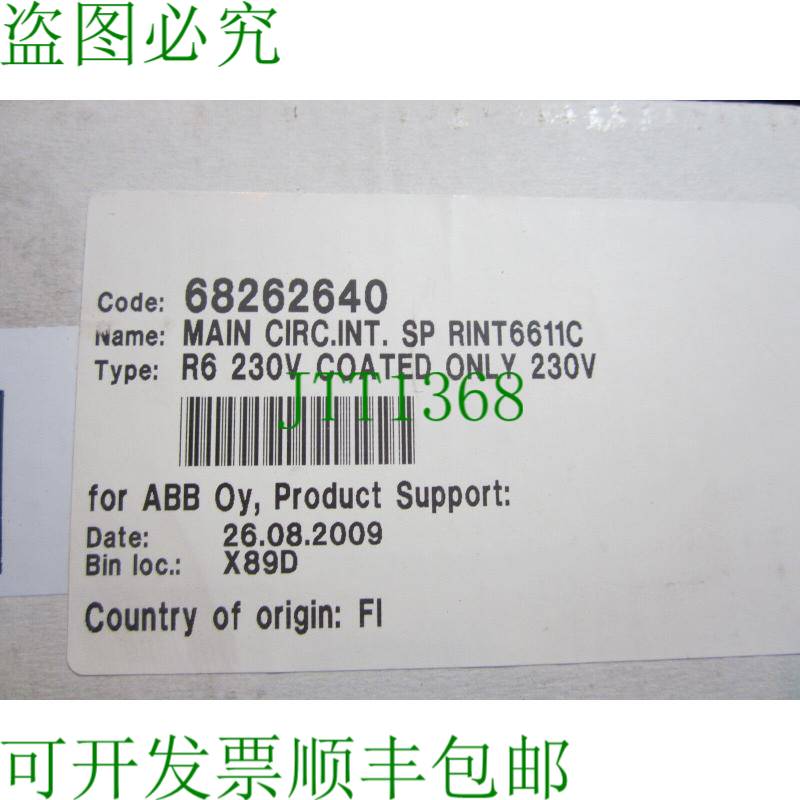 盗图必究
Code: 68262640
Name: MAIN CIRC.INT. SP RINT6611C
Type: R6 230V COATED ONLY 230V
JTT1368
for ABB Oy, Product Support:
Date: 26.08.2009
Bin loc.: X89D
Country of origin: FI
可开发票顺丰包邮